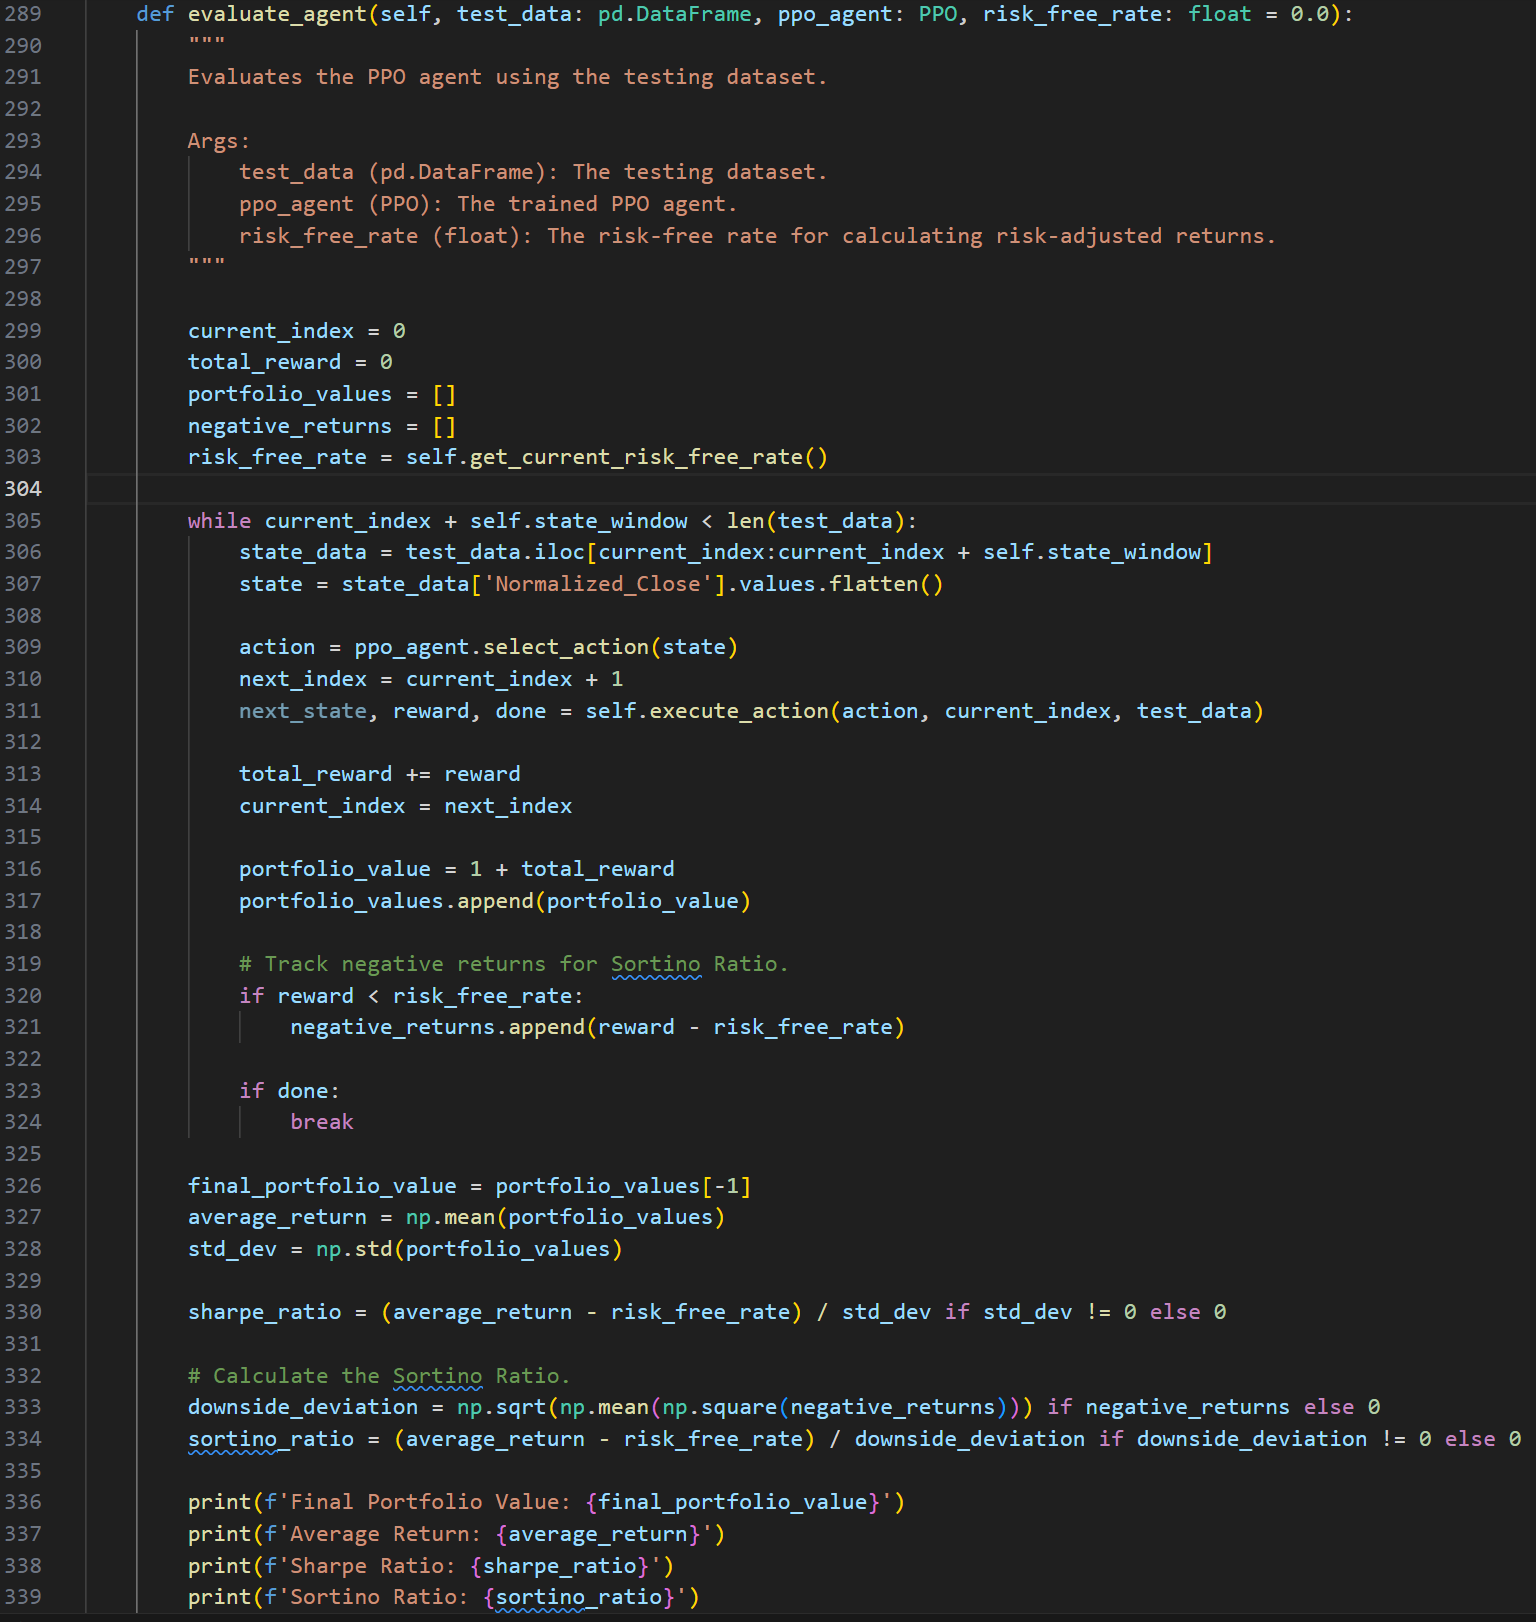 289 def evaluate_agent(self, test_data: pd.DataFrame, ppo_agent: PPO, risk_free_rate: float = 0.0):
290 """
291 Evaluates the PPO agent using the testing dataset.
292
293 Args:
294 test_data (pd.DataFrame): The testing dataset.
295 ppo_agent (PPO): The trained PPO agent.
296 risk_free_rate (float): The risk-free rate for calculating risk-adjusted returns.
297 """
298
299 current_index = 0
300 total_reward = 0
301 portfolio_values = []
302 negative_returns = []
303 risk_free_rate = self.get_current_risk_free_rate()
304
305 while current_index + self.state_window < len(test_data):
306 state_data = test_data.iloc[current_index:current_index + self.state_window]
307 state = state_data['Normalized_Close'].values.flatten()
308
309 action = ppo_agent.select_action(state)
310 next_index = current_index + 1
311 next_state, reward, done = self.execute_action(action, current_index, test_data)
312
313 total_reward += reward
314 current_index = next_index
315
316 portfolio_value = 1 + total_reward
317 portfolio_values.append(portfolio_value)
318
319 # Track negative returns for Sortino Ratio.
320 if reward < risk_free_rate:
321 negative_returns.append(reward - risk_free_rate)
322
323 if done:
324 break
325
326 final_portfolio_value = portfolio_values[-1]
327 average_return = np.mean(portfolio_values)
328 std_dev = np.std(portfolio_values)
329
330 sharpe_ratio = (average_return - risk_free_rate) / std_dev if std_dev != 0 else 0
331
332 # Calculate the Sortino Ratio.
333 downside_deviation = np.sqrt(np.mean(np.square(negative_returns))) if negative_returns else 0
334 sortino_ratio = (average_return - risk_free_rate) / downside_deviation if downside_deviation != 0 else 0
335
336 print(f'Final Portfolio Value: {final_portfolio_value}')
337 print(f'Average Return: {average_return}')
338 print(f'Sharpe Ratio: {sharpe_ratio}')
339 print(f'Sortino Ratio: {sortino_ratio}')